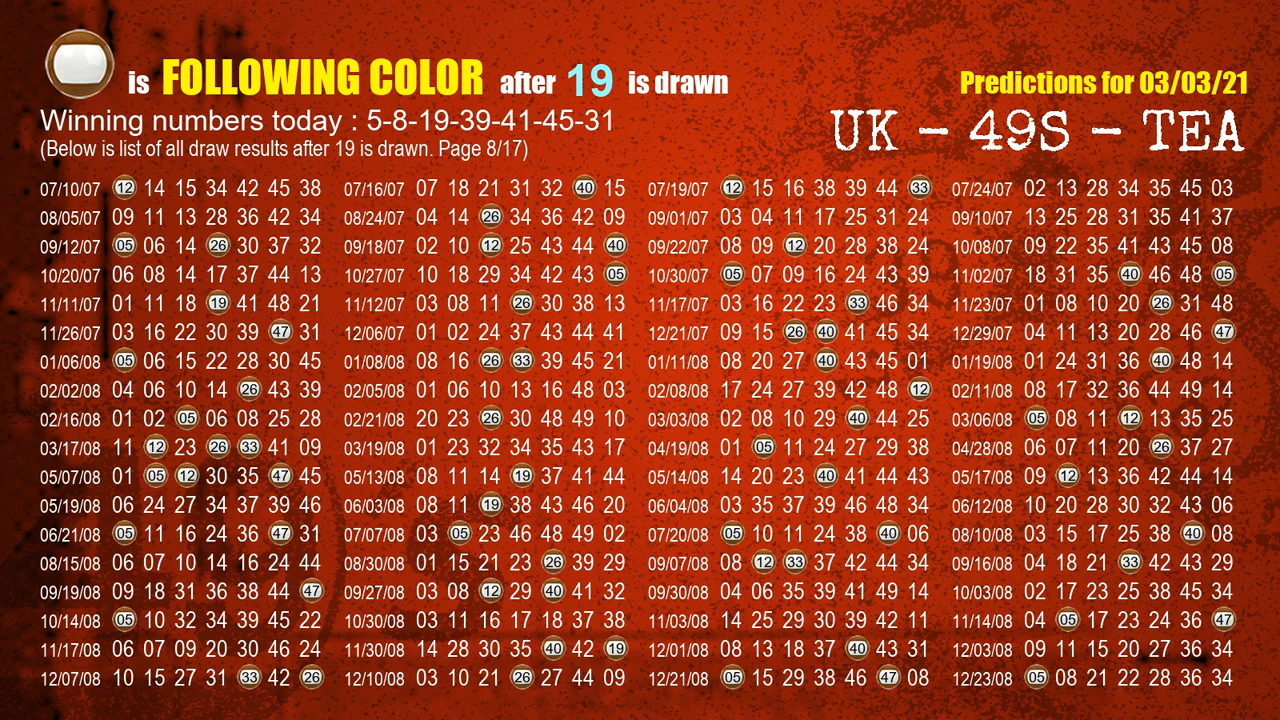 is FOLLOWING COLOR after 19 is drawn
Predictions for 03/03/21
Winning numbers today : 5-8-19-39-41-45-31
UK - 49S - TEA
(Below is list of all draw results after 19 is drawn. Page 8/17)
07/10/07 12 14 15 34 42 45 38 07/16/07 07 18 21 31 32 40 15 07/19/07 12 15 16 38 39 44 33 07/24/07 02 13 28 34 35 45 03
08/05/07 09 11 13 28 36 42 34 08/24/07 04 14 26 34 36 42 09 09/01/07 03 04 11 17 25 31 24 09/10/07 13 25 28 31 35 41 37
09/12/07 05 06 14 26 30 37 32 09/18/07 02 10 12 25 43 44 40 09/22/07 08 09 12 20 28 38 24 10/08/07 09 22 35 41 43 45 08
10/20/07 06 08 14 17 37 44 13 10/27/07 10 18 29 34 42 43 05 10/30/07 05 07 09 16 24 43 39 11/02/07 18 31 35 40 46 48 05
11/11/07 01 11 18 19 41 48 21 11/12/07 03 08 11 26 30 38 13 11/17/07 03 16 22 23 33 46 34 11/23/07 01 08 10 20 26 31 48
11/26/07 03 16 22 30 39 47 31 12/06/07 01 02 24 37 43 44 41 12/21/07 09 15 26 40 41 45 34 12/29/07 04 11 13 20 28 46 47
01/06/08 05 06 15 22 28 30 45 01/08/08 08 16 26 33 39 45 21 01/11/08 08 20 27 40 43 45 01 01/19/08 01 24 31 36 40 48 14
02/02/08 04 06 10 14 26 43 39 02/05/08 01 06 10 13 16 48 03 02/08/08 17 24 27 39 42 48 12 02/11/08 08 17 32 36 44 49 14
02/16/08 01 02 05 06 08 25 28 02/21/08 20 23 26 30 48 49 10 03/03/08 02 08 10 29 40 44 25 03/06/08 05 08 11 12 13 35 25
03/17/08 11 12 23 26 33 41 09 03/19/08 01 23 32 34 35 43 17 04/19/08 01 05 11 24 27 29 38 04/28/08 06 07 11 20 26 37 27
05/07/08 01 05 12 30 35 47 45 05/13/08 08 11 14 19 37 41 44 05/14/08 14 20 23 40 41 44 43 05/17/08 09 12 13 36 42 44 14
05/19/08 06 24 27 34 37 39 46 06/03/08 08 11 19 38 43 46 20 06/04/08 03 35 37 39 46 48 34 06/12/08 10 20 28 30 32 43 06
06/21/08 05 11 16 24 36 47 31 07/07/08 03 05 23 46 48 49 02 07/20/08 05 10 11 24 38 40 06 08/10/08 03 15 17 25 38 40 08
08/15/08 06 07 10 14 16 24 44 08/30/08 01 15 21 23 26 39 29 09/07/08 08 12 33 37 42 44 34 09/16/08 04 18 21 33 42 43 29
09/19/08 09 18 31 36 38 44 47 09/27/08 03 08 12 29 40 41 32 09/30/08 04 06 35 39 41 49 14 10/03/08 02 17 23 25 38 45 34
10/14/08 05 10 32 34 39 45 22 10/30/08 03 11 16 17 18 37 38 11/03/08 14 25 29 30 39 42 11 11/14/08 04 05 17 23 24 36 47
11/17/08 06 07 09 20 30 46 24 11/30/08 14 28 30 35 40 42 19 12/01/08 08 13 18 37 40 43 31 12/03/08 09 11 15 20 27 36 34
12/07/08 10 15 27 31 33 42 26 12/10/08 03 10 21 26 27 44 09 12/21/08 05 15 29 38 46 47 08 12/23/08 05 08 21 22 28 36 34